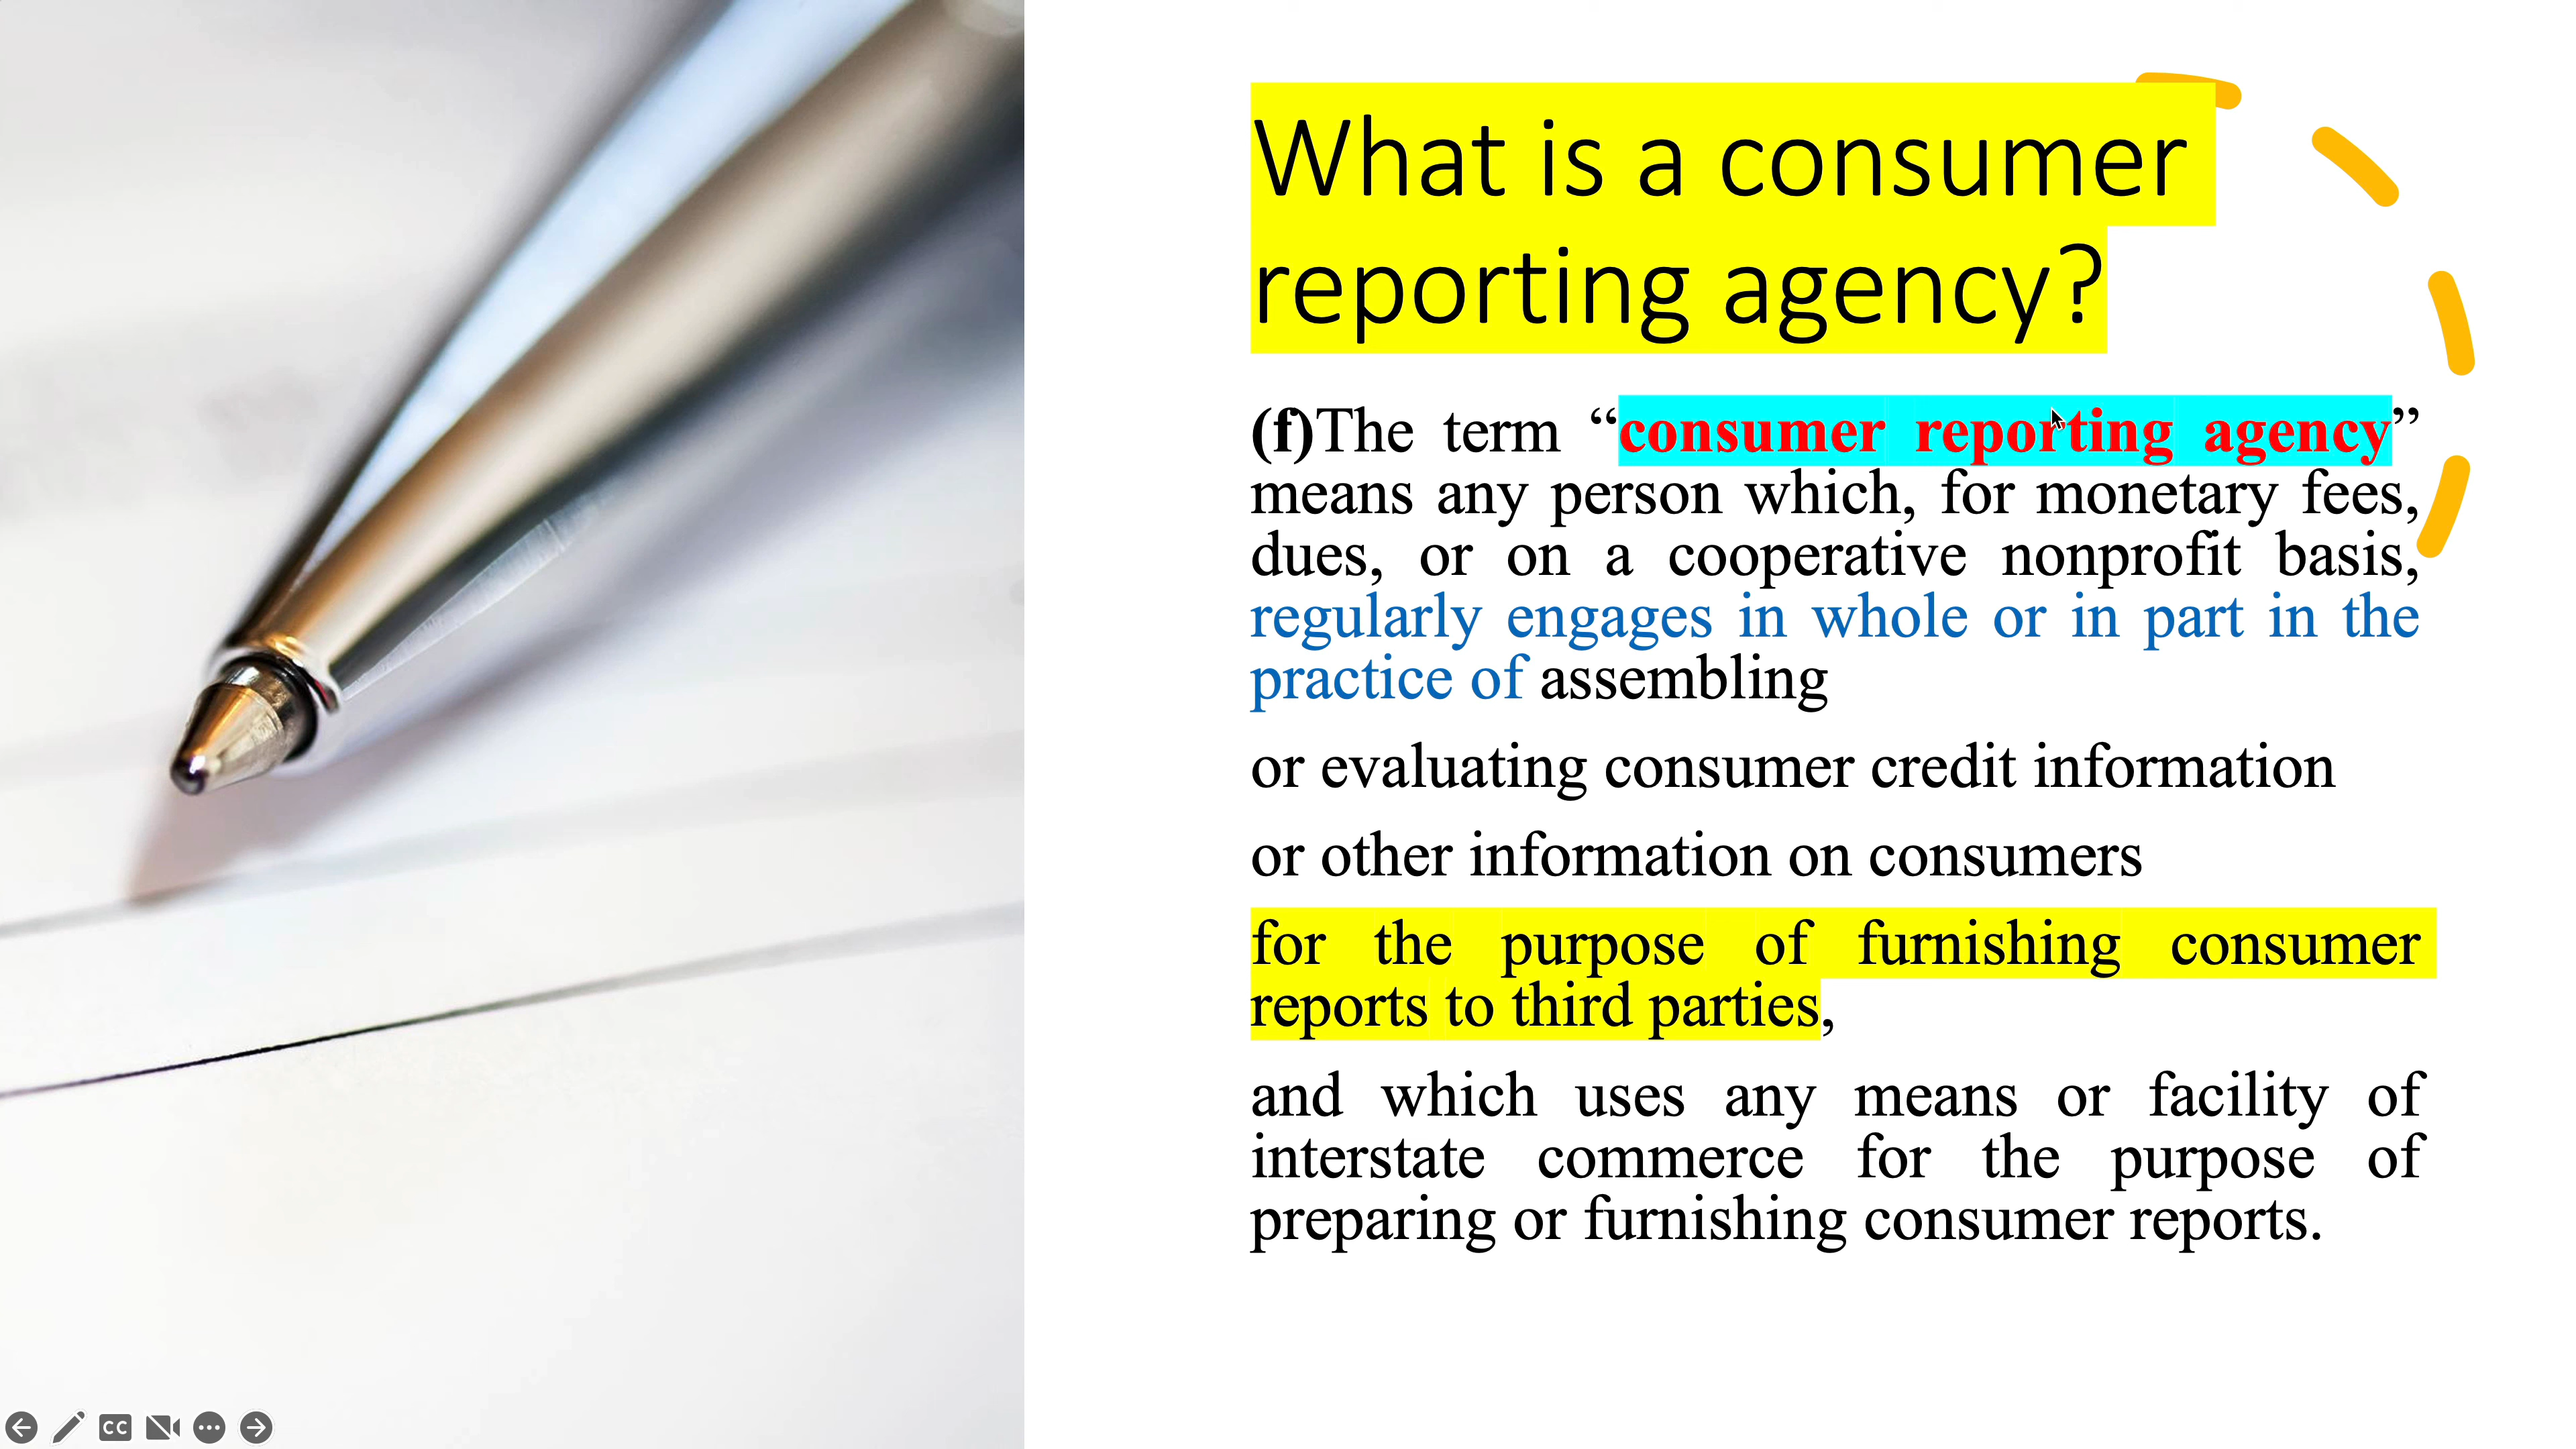 What is a consumer
reporting agency?
(f)The term “consumer reporting agency”
means any person which, for monetary fees,
dues, or on a cooperative nonprofit basis,
regularly engages in whole or in part in the
practice of assembling
or evaluating consumer credit information
or other information on consumers
for the purpose of furnishing consumer
reports to third parties,
and which uses any means or facility of
interstate commerce for the purpose of
preparing or furnishing consumer reports.
CC